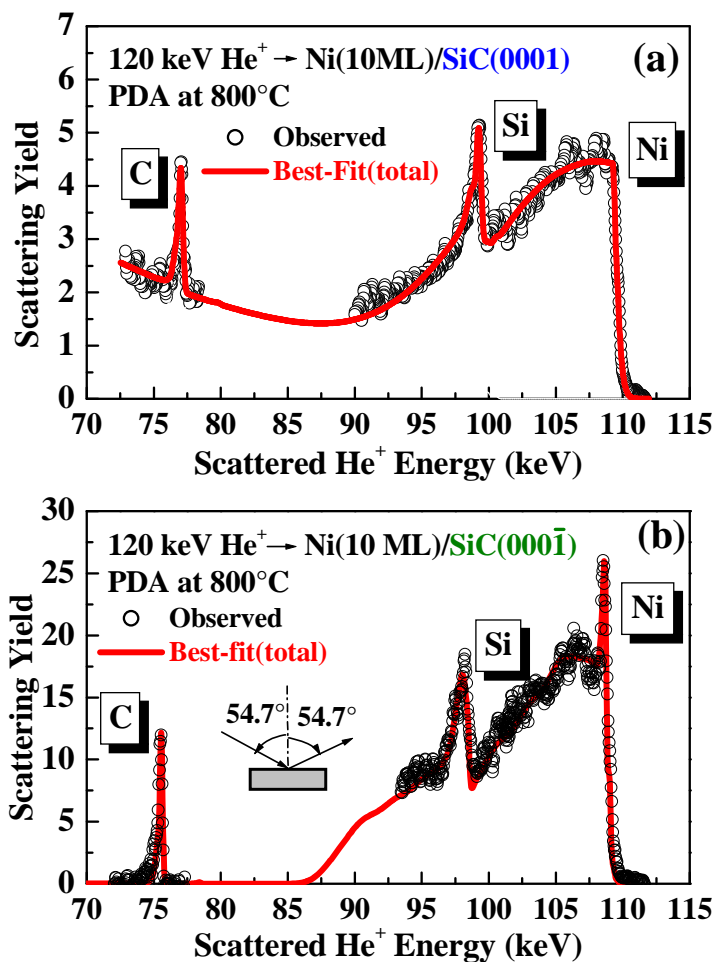 7
6
5
4
3
2
1
0
Scattering Yield
120 keV He⁺ → Ni(10ML)/SiC(0001)
(a)
PDA at 800°C
Observed
Best-Fit(total)
C
Si
Ni
70 75 80 85 90 95 100 105 110 115
Scattered He⁺ Energy (keV)
30
25
20
15
10
5
0
Scattering Yield
120 keV He⁺ → Ni(10 ML)/SiC(0001̄)
(b)
PDA at 800°C
Observed
Best-fit(total)
C
54.7° 54.7°
Si
Ni
70 75 80 85 90 95 100 105 110 115
Scattered He⁺ Energy (keV)